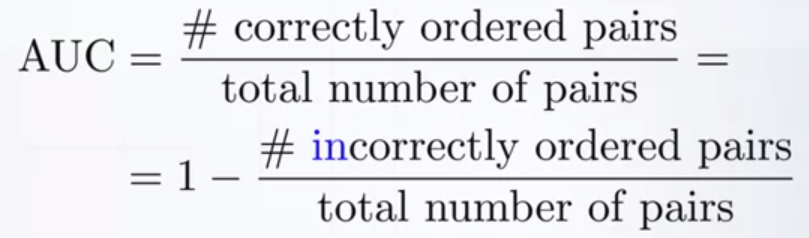 AUC = # correctly ordered pairs / total number of pairs =
= 1 − # incorrectly ordered pairs / total number of pairs